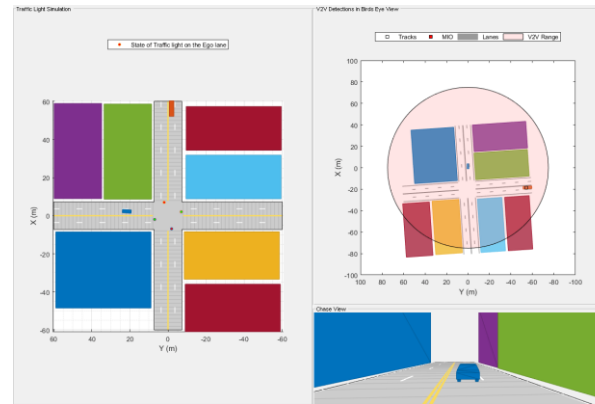 Traffic Light Simulation
State of Traffic light on the Ego lane
60
40
20
0
-20
-40
-60
X (m)
60 40 20 0 -20 -40 -60
Y (m)
V2V Detections in Birds Eye View
Tracks MIO Lanes V2V Range
100
80
60
40
20
0
-20
-40
-60
-80
-100
X (m)
100 80 60 40 20 0 -20 -40 -60 -80 -100
Y (m)
Chase View